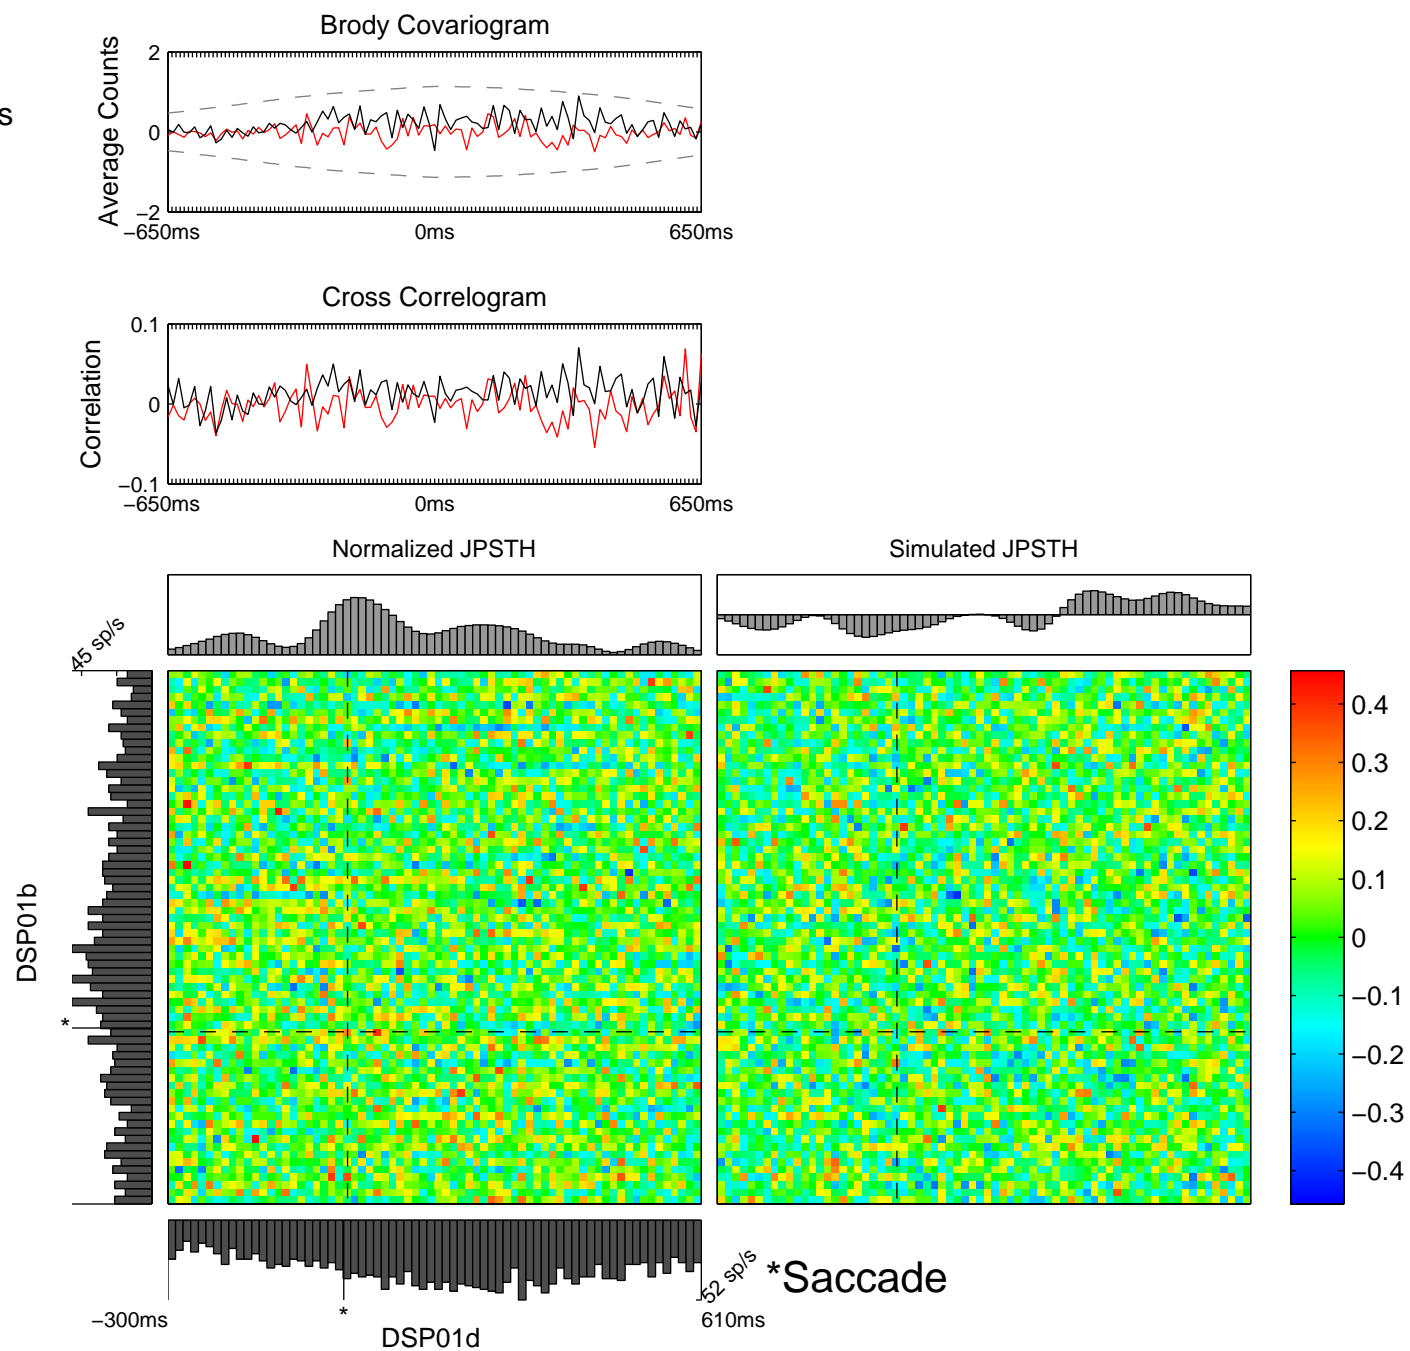 Brody Covariogram
s
Average Counts
2
0
−2
−650ms
0ms
650ms
Cross Correlogram
Correlation
0.1
0
−0.1
−650ms
0ms
650ms
Normalized JPSTH
Simulated JPSTH
45 sp/s
DSP01b
*
0.4
0.3
0.2
0.1
0
−0.1
−0.2
−0.3
−0.4
52 sp/s
*Saccade
*
−300ms
610ms
DSP01d